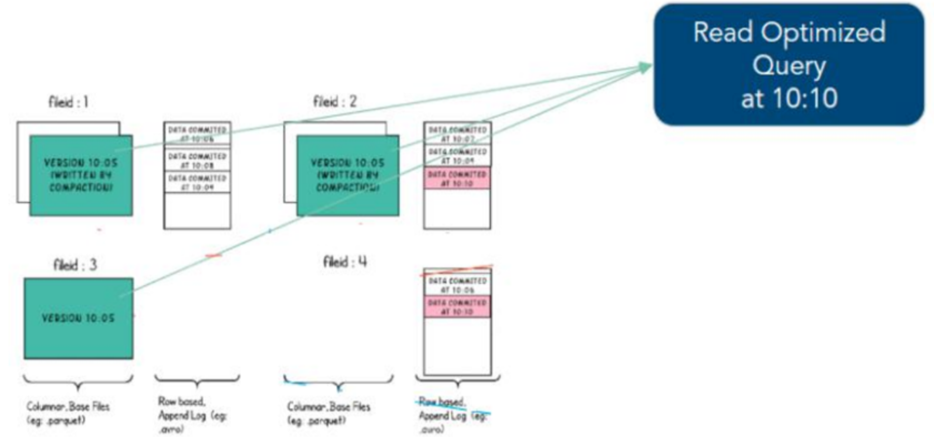 Read Optimized
Query
at 10:10
fileid : 1
VERSION 10:05
(WRITTEN BY
COMPACTION)
DATA COMMITED
AT 10:06
DATA COMMITED
AT 10:08
DATA COMMITED
AT 10:09
fileid : 2
VERSION 10:05
(WRITTEN BY
COMPACTION)
DATA COMMITED
AT 10:07
DATA COMMITED
AT 10:09
DATA COMMITED
AT 10:10
fileid : 3
VERSION 10:05
fileid : 4
DATA COMMITED
AT 10:06
DATA COMMITED
AT 10:10
Columnar, Base Files
(eg: .parquet)
Row based,
Append Log (eg:
.avro)
Columnar, Base Files
(eg: .parquet)
Row based,
Append Log (eg:
.avro)